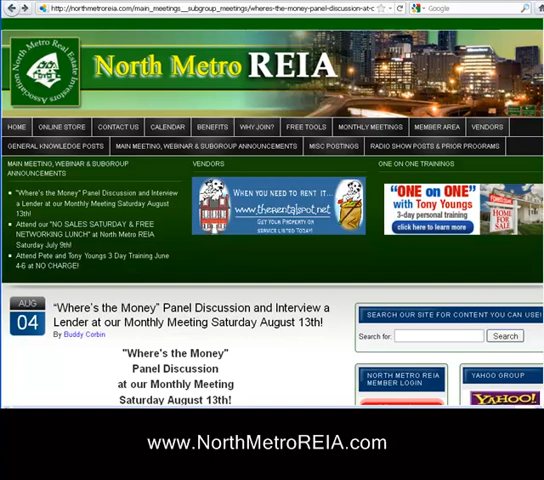 http://northmetroreia.com/main_meetings__subgroup_meetings/wheres-the-money-panel-discussion-at-c
Google
North Metro Real Estate Investors Association
North Metro REIA
HOME ONLINE STORE CONTACT US CALENDAR BENEFITS WHY JOIN? FREE TOOLS MONTHLY MEETINGS MEMBER AREA VENDORS
GENERAL KNOWLEDGE POSTS MAIN MEETING, WEBINAR & SUBGROUP ANNOUNCEMENTS MISC POSTINGS RADIO SHOW POSTS & PRIOR PROGRAMS
MAIN MEETING, WEBINAR & SUBGROUP
ANNOUNCEMENTS
"Where's the Money" Panel Discussion and Interview
a Lender at our Monthly Meeting Saturday August
13th!
Attend our "NO SALES SATURDAY & FREE
NETWORKING LUNCH" at North Metro REIA
Saturday July 9th!
Attend Pete and Tony Youngs 3 Day Training June
4-6 at NO CHARGE!
VENDORS
WHEN YOU NEED TO RENT IT...
www.therentalspot.net
GET YOUR PROPERTY OR
SERVICE LISTED TODAY!
ONE ON ONE TRAININGS
"ONE on ONE"
with Tony Youngs
3-day personal training
click here to learn more
HOME
FOR
SALE
AUG
04
"Where's the Money" Panel Discussion and Interview a
Lender at our Monthly Meeting Saturday August 13th!
By Buddy Corbin
"Where's the Money"
Panel Discussion
at our Monthly Meeting
Saturday August 13th!
SEARCH OUR SITE FOR CONTENT YOU CAN USE!
Search for: Search
NORTH METRO REIA
MEMBER LOGIN
YAHOO GROUP
YAHOO!
www.NorthMetroREIA.com